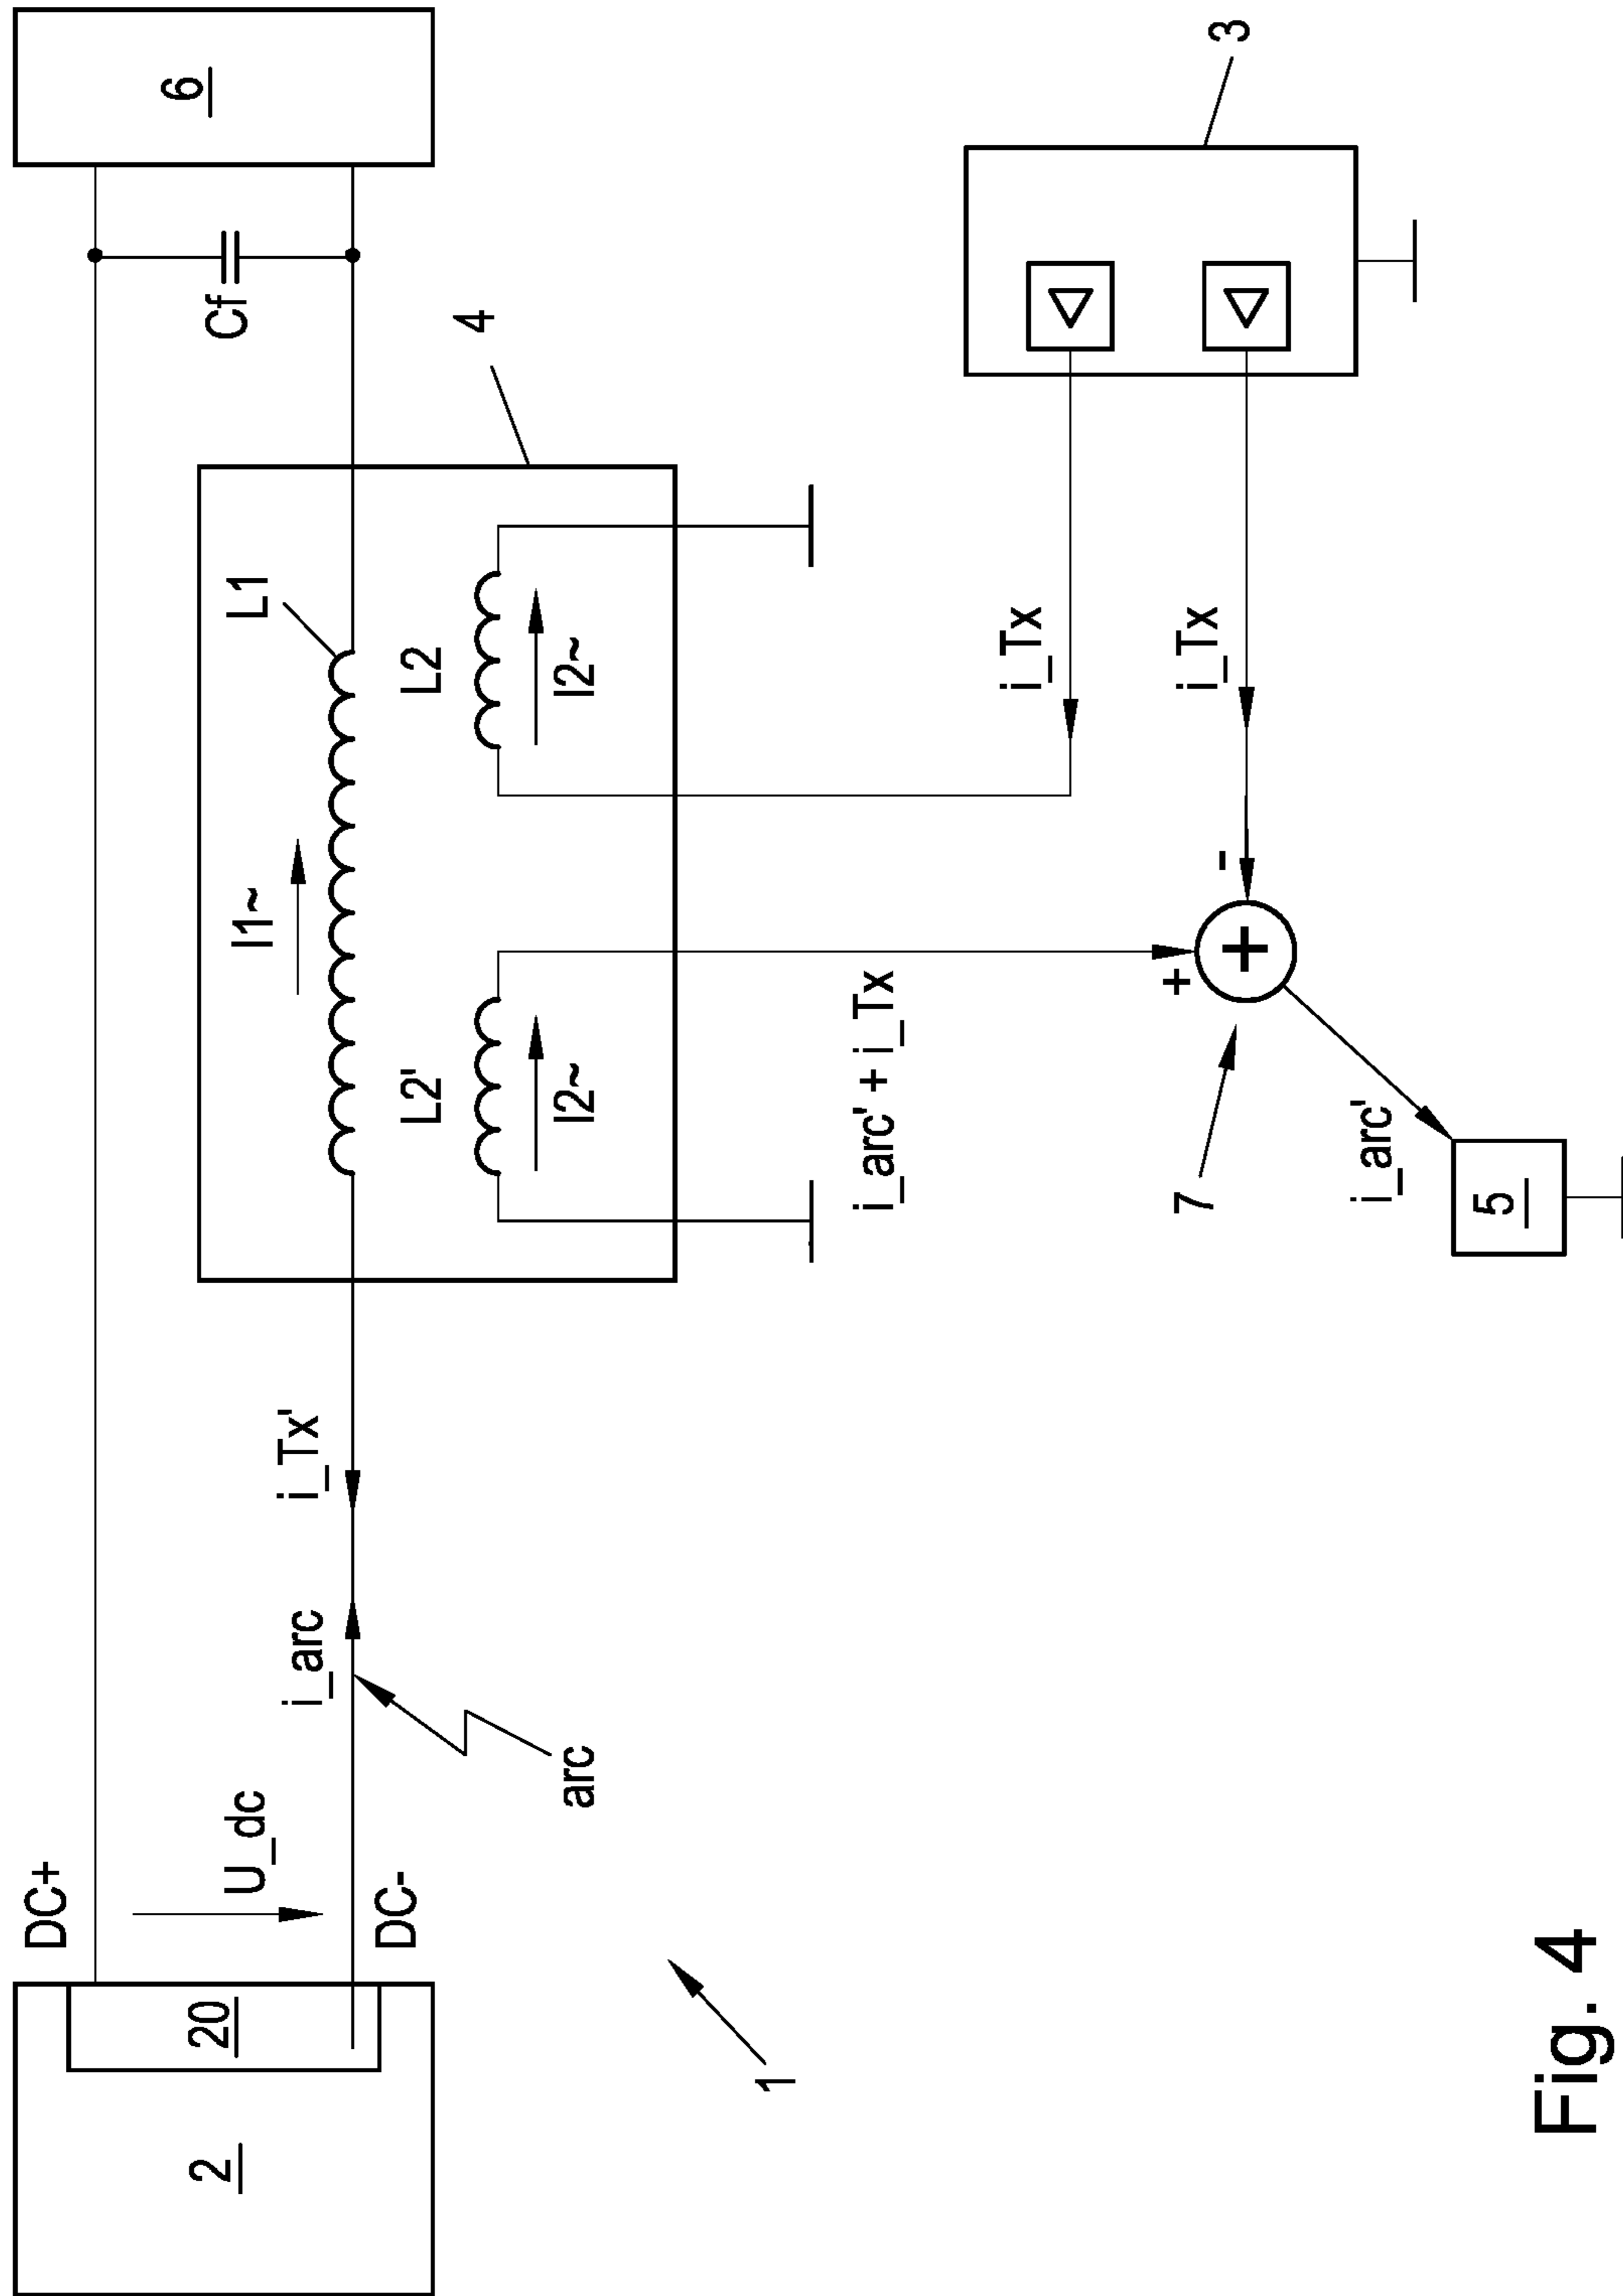 DC+
U_dc
DC-
2
20
1
arc
i_arc
i_Tx'
I1~
L1
4
L2'
I2~
L2
I2~
Cf
6
i_arc' + i_Tx
i_Tx
i_Tx
3
+
-
+
7
i_arc'
5
Fig. 4